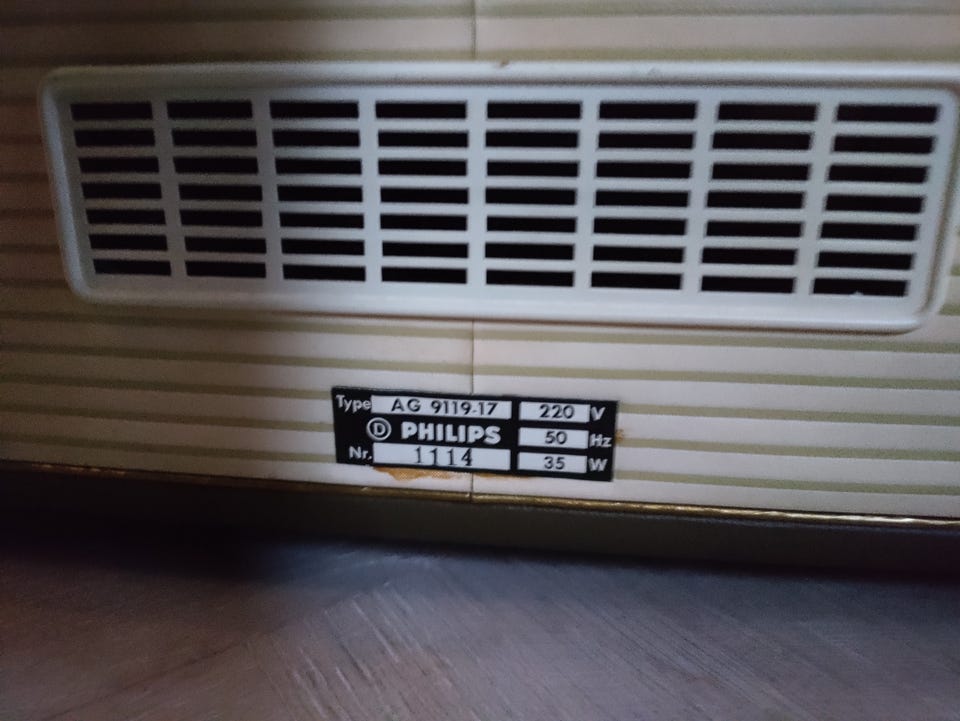 Type AG 9119-17 220 V
Ⓓ PHILIPS 50 Hz
Nr. 1114 35 W